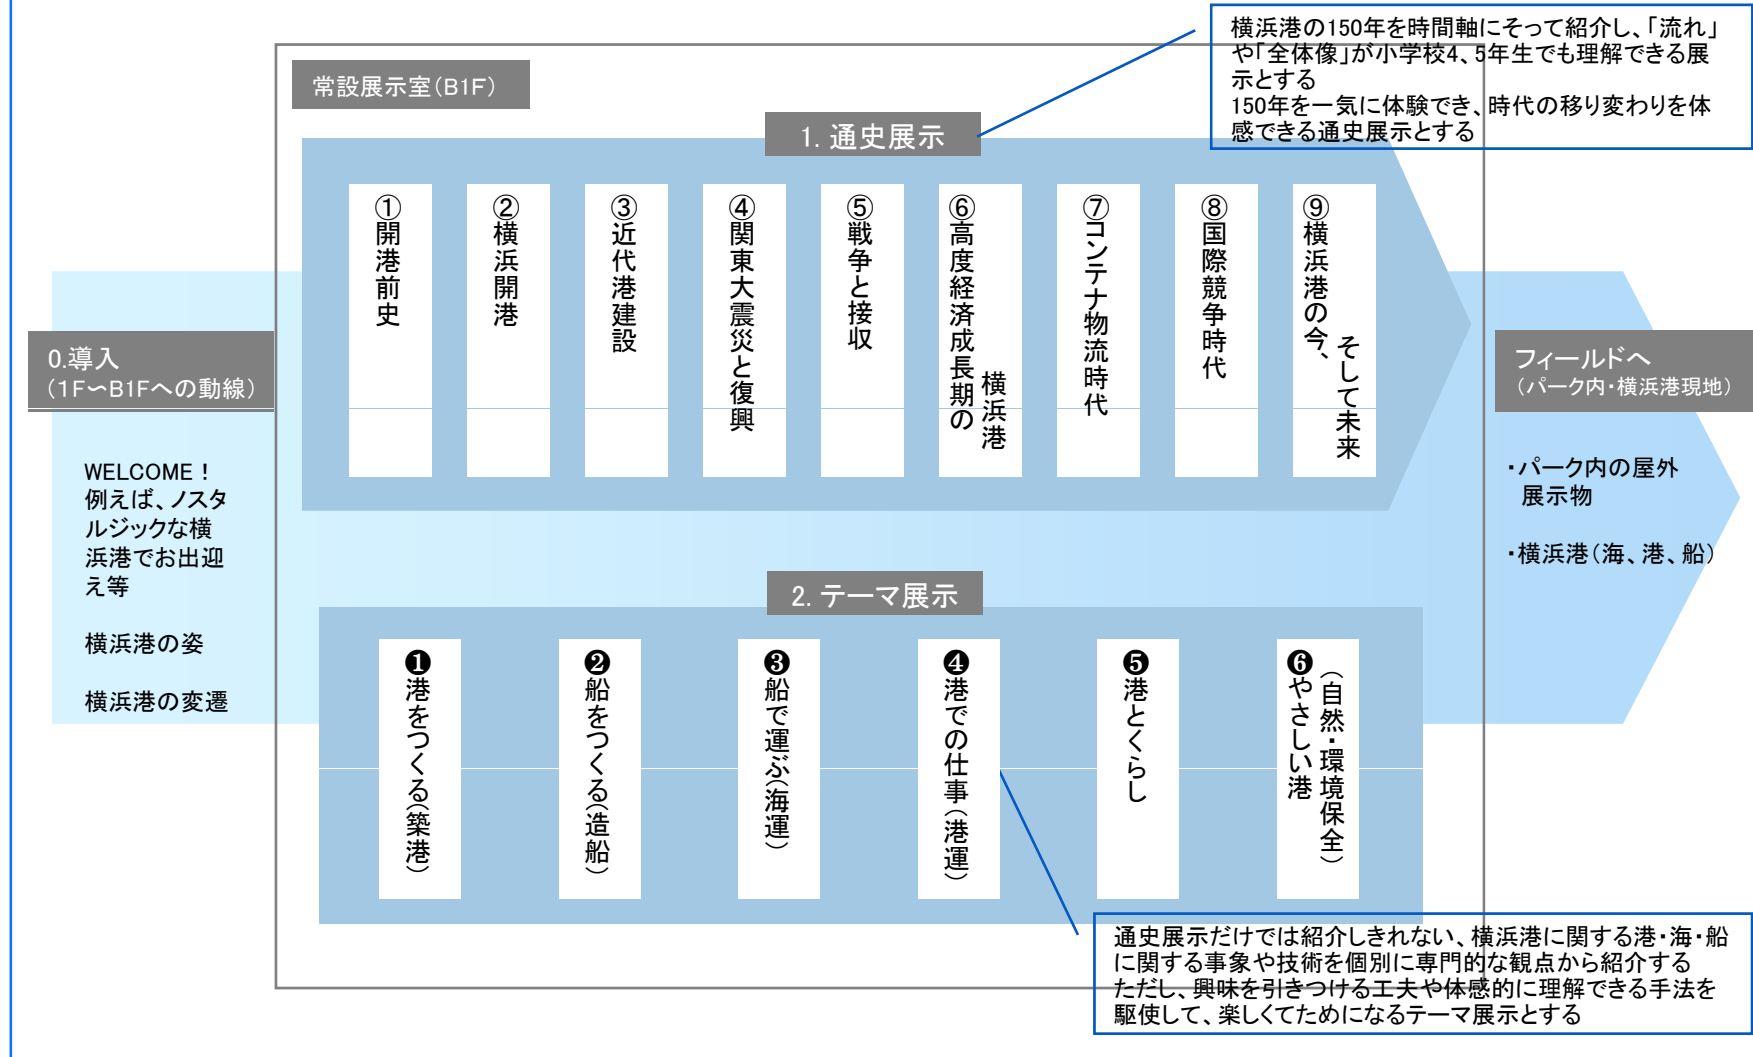 横浜港の150年を時間軸にそって紹介し、「流れ」
や「全体像」が小学校4、5年生でも理解できる展
示とする
150年を一気に体験でき、時代の移り変わりを体
感できる通史展示とする
常設展示室(B1F)
1. 通史展示
①開港前史
②横浜開港
③近代港建設
④関東大震災と復興
⑤戦争と接収
⑥高度経済成長期の
横浜港
⑦コンテナ物流時代
⑧国際競争時代
⑨横浜港の今、
そして未来
0.導入
(1F〜B1Fへの動線)
WELCOME!
例えば、ノスタ
ルジックな横
浜港でお出迎
え等
横浜港の姿
横浜港の変遷
2. テーマ展示
❶港をつくる(築港)
❷船をつくる(造船)
❸船で運ぶ(海運)
❹港での仕事(港運)
❺港とくらし
❻やさしい港
(自然・環境保全)
通史展示だけでは紹介しきれない、横浜港に関する港・海・船
に関する事象や技術を個別に専門的な観点から紹介する
ただし、興味を引きつける工夫や体感的に理解できる手法を
駆使して、楽しくてためになるテーマ展示とする
フィールドへ
(パーク内・横浜港現地)
・パーク内の屋外
展示物
・横浜港(海、港、船)